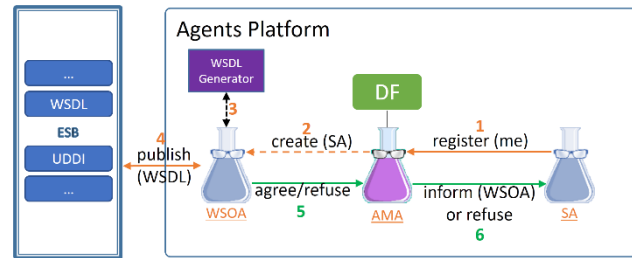 Agents Platform
...
WSDL
ESB
UDDI
...
WSDL
Generator
DF
3
4
publish
(WSDL)
2
create (SA)
1
register (me)
agree/refuse
5
inform (WSOA)
or refuse
6
WSOA
AMA
SA